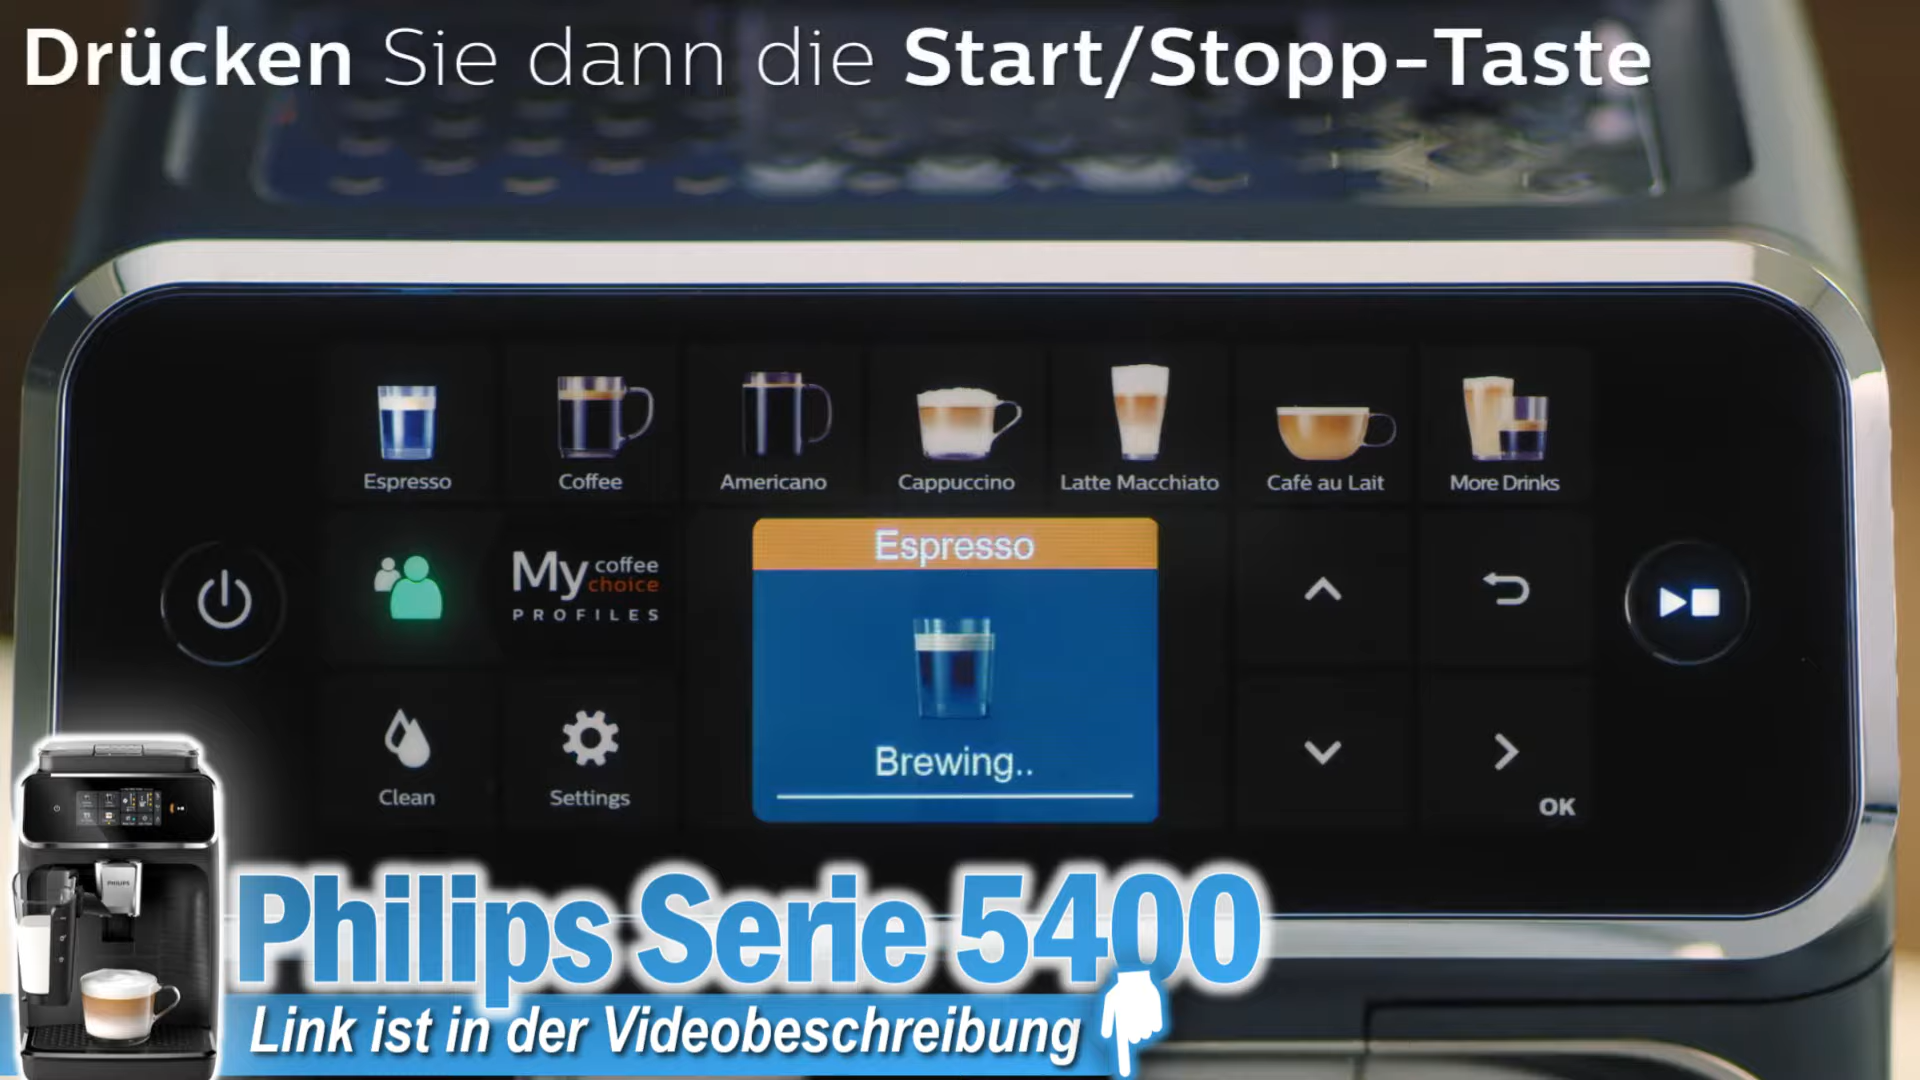 Drücken Sie dann die Start/Stopp-Taste
Espresso
Coffee
Americano
Cappuccino
Latte Macchiato
Café au Lait
More Drinks
My coffee choice
PROFILES
Espresso
Brewing..
Clean
Settings
OK
PHILIPS
Philips Serie 5400
Link ist in der Videobeschreibung